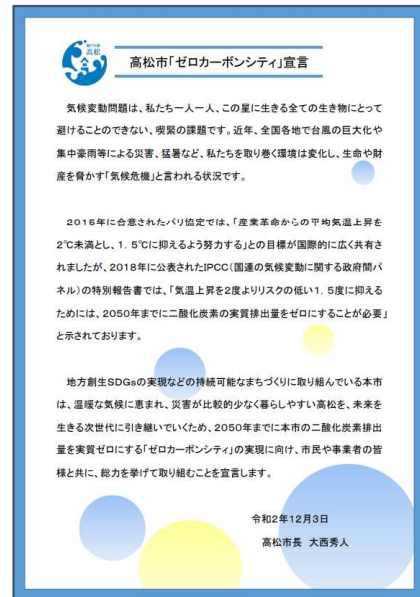 高松市「ゼロカーボンシティ」宣言
気候変動問題は、私たち一人一人、この星に生きる全ての生き物にとって
避けることのできない、喫緊の課題です。近年、全国各地で台風の巨大化や
集中豪雨等による災害、猛暑など、私たちを取り巻く環境は変化し、生命や財
産を脅かす「気候危機」と言われる状況です。
2015年に合意されたパリ協定では、「産業革命からの平均気温上昇を
2℃未満とし、1.5℃に抑えるよう努力する」との目標が国際的に広く共有さ
れましたが、2018年に公表されたIPCC(国連の気候変動に関する政府間パ
ネル)の特別報告書では、「気温上昇を2度よりリスクの低い1.5度に抑える
ためには、2050年までに二酸化炭素の実質排出量をゼロにすることが必要」
と示されております。
地方創生SDGsの実現などの持続可能なまちづくりに取り組んでいる本市
は、温暖な気候に恵まれ、災害が比較的少なく暮らしやすい高松を、未来を
生きる次世代に引き継いでいくため、2050年までに本市の二酸化炭素排出
量を実質ゼロにする「ゼロカーボンシティ」の実現に向け、市民や事業者の皆
様と共に、総力を挙げて取り組むことを宣言します。
令和2年12月3日
高松市長 大西秀人